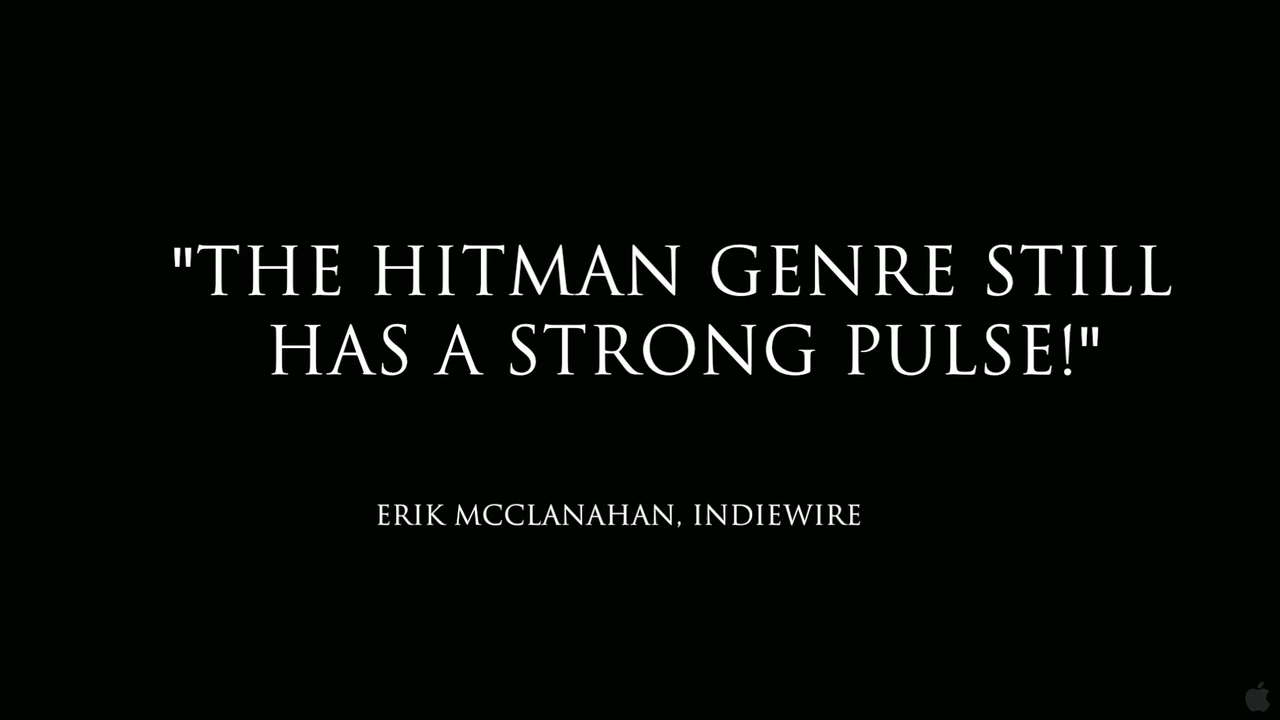 "THE HITMAN GENRE STILL
HAS A STRONG PULSE!"
ERIK MCCLANAHAN, INDIEWIRE